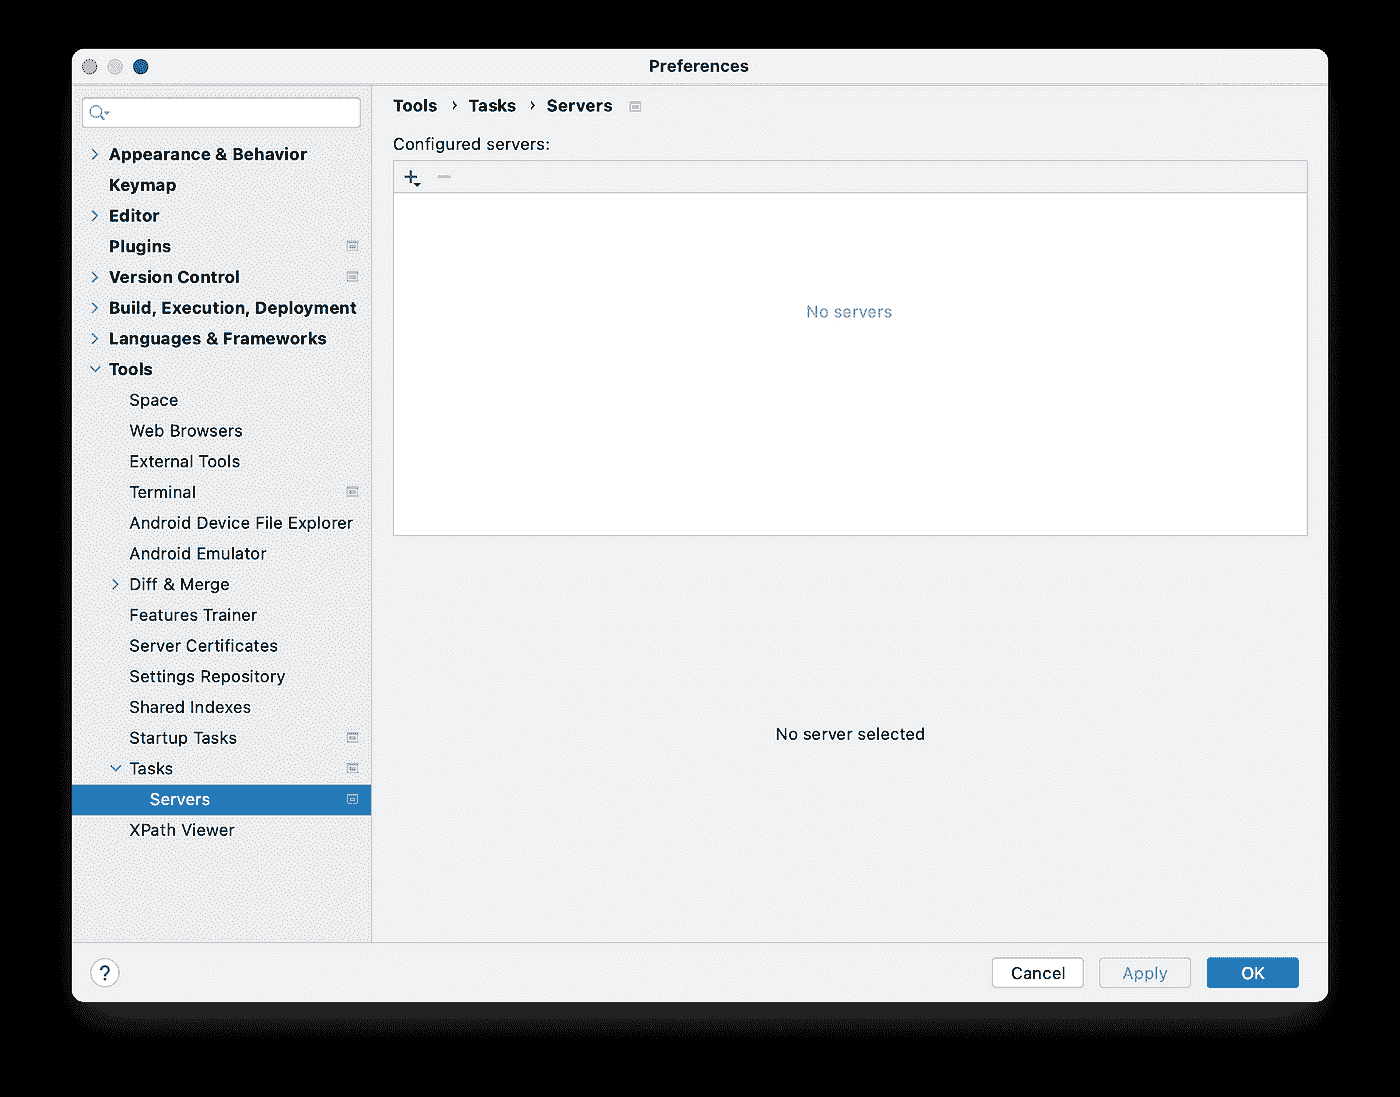 Preferences
Appearance & Behavior
Keymap
Editor
Plugins
Version Control
Build, Execution, Deployment
Languages & Frameworks
Tools
Space
Web Browsers
External Tools
Terminal
Android Device File Explorer
Android Emulator
Diff & Merge
Features Trainer
Server Certificates
Settings Repository
Shared Indexes
Startup Tasks
Tasks
Servers
XPath Viewer
Tools › Tasks › Servers
Configured servers:
No servers
No server selected
?
Cancel
Apply
OK